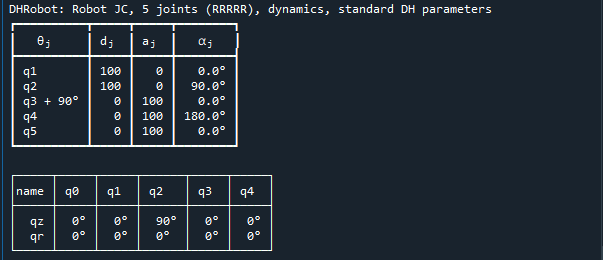 DHRobot: Robot JC, 5 joints (RRRRR), dynamics, standard DH parameters
θⱼ dⱼ aⱼ αⱼ
q1 100 0 0.0°
q2 100 0 90.0°
q3 + 90° 0 100 0.0°
q4 0 100 180.0°
q5 0 100 0.0°
name q0 q1 q2 q3 q4
qz 0° 0° 90° 0° 0°
qr 0° 0° 0° 0° 0°